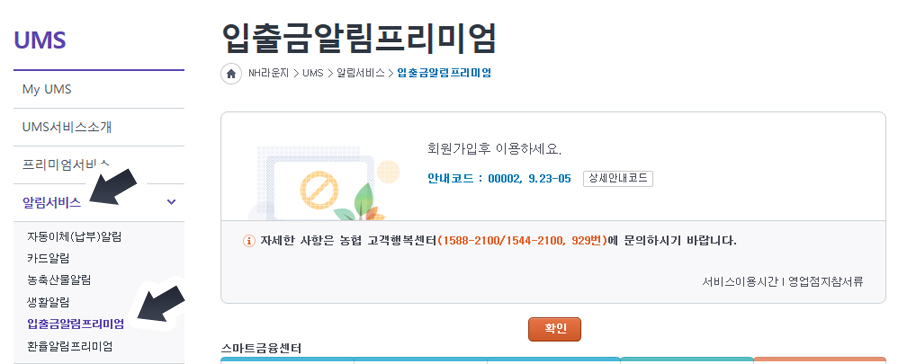 UMS
My UMS
UMS서비스소개
프리미엄서비스
알림서비스
자동이체(납부)알림
카드알림
농축산물알림
생활알림
입출금알림프리미엄
환율알림프리미엄
입출금알림프리미엄
NH라운지 > UMS > 알림서비스 > 입출금알림프리미엄
회원가입후 이용하세요.
안내코드 : 00002, 9.23-05 상세안내코드
자세한 사항은 농협 고객행복센터(1588-2100/1544-2100, 929번)에 문의하시기 바랍니다.
서비스이용시간 | 영업점지참서류
확인
스마트금융센터